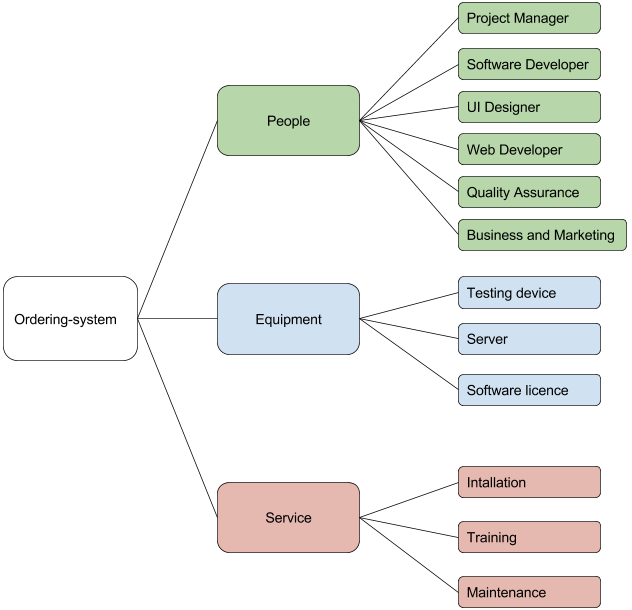 Project Manager
Software Developer
UI Designer
People
Web Developer
Quality Assurance
Business and Marketing
Testing device
Ordering-system
Equipment
Server
Software licence
Intallation
Service
Training
Maintenance